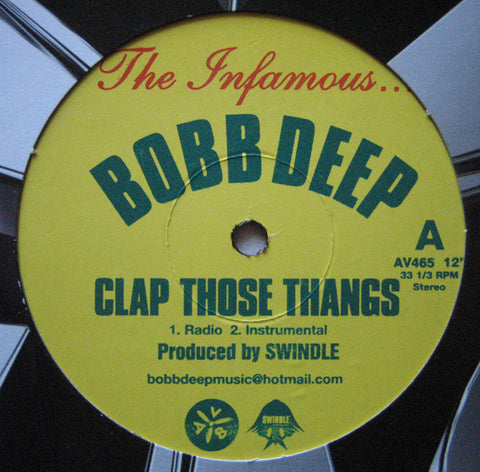 The Infamous..
BOBB DEEP
A
AV465 12"
33 1/3 RPM
Stereo
CLAP THOSE THANGS
1. Radio 2. Instrumental
Produced by SWINDLE
bobbdeepmusic@hotmail.com
AV8
SWINDLE